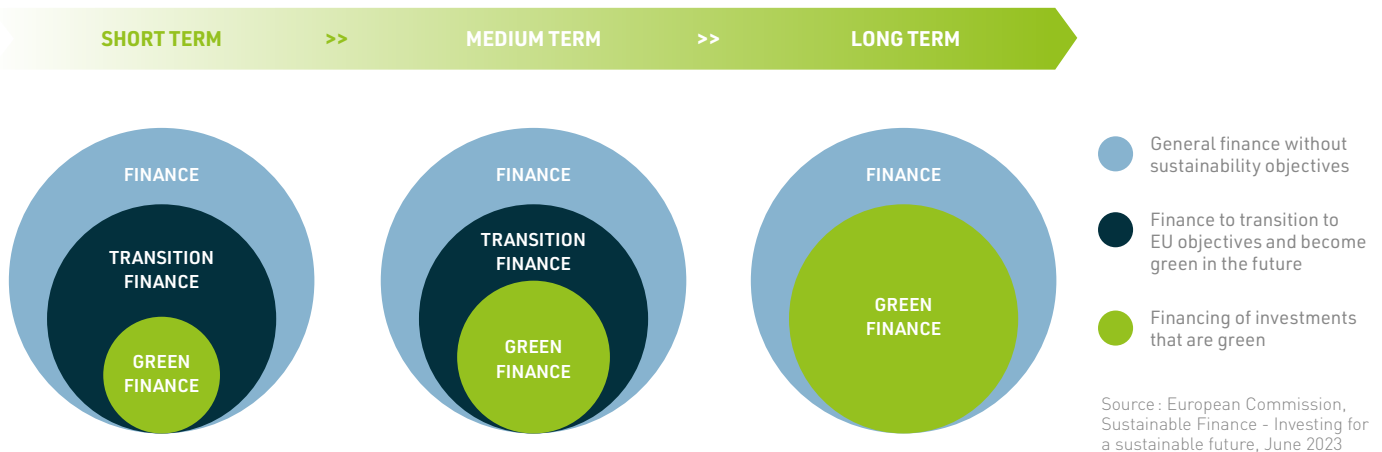 SHORT TERM >> MEDIUM TERM >> LONG TERM
FINANCE
TRANSITION
FINANCE
GREEN
FINANCE
FINANCE
TRANSITION
FINANCE
GREEN
FINANCE
FINANCE
GREEN
FINANCE
General finance without
sustainability objectives
Finance to transition to
EU objectives and become
green in the future
Financing of investments
that are green
Source : European Commission,
Sustainable Finance - Investing for
a sustainable future, June 2023